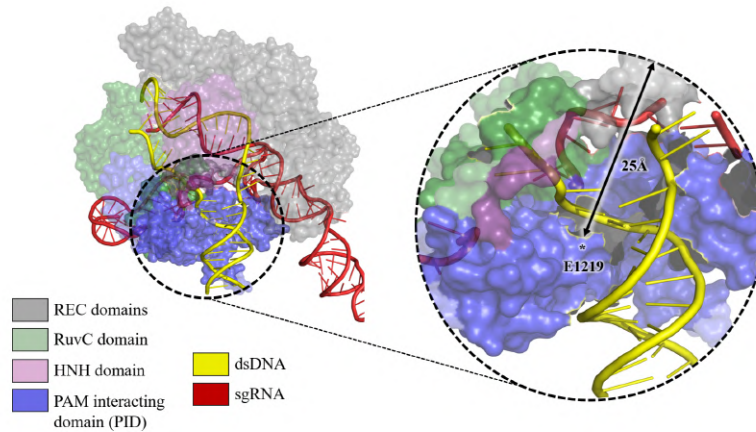 25Å
*
E1219
REC domains
RuvC domain
HNH domain
PAM interacting
domain (PID)
dsDNA
sgRNA